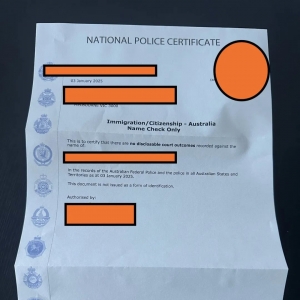 NATIONAL POLICE CERTIFICATE
03 January 2025
Immigration/Citizenship - Australia
Name Check Only
This is to certify that there are no disclosable court outcomes recorded against the
name of:
In the records of the Australian Federal Police and the police in all Australian States and
Territories as at 03 January 2025.
This document is not issued as a form of identification.
Authorised by: